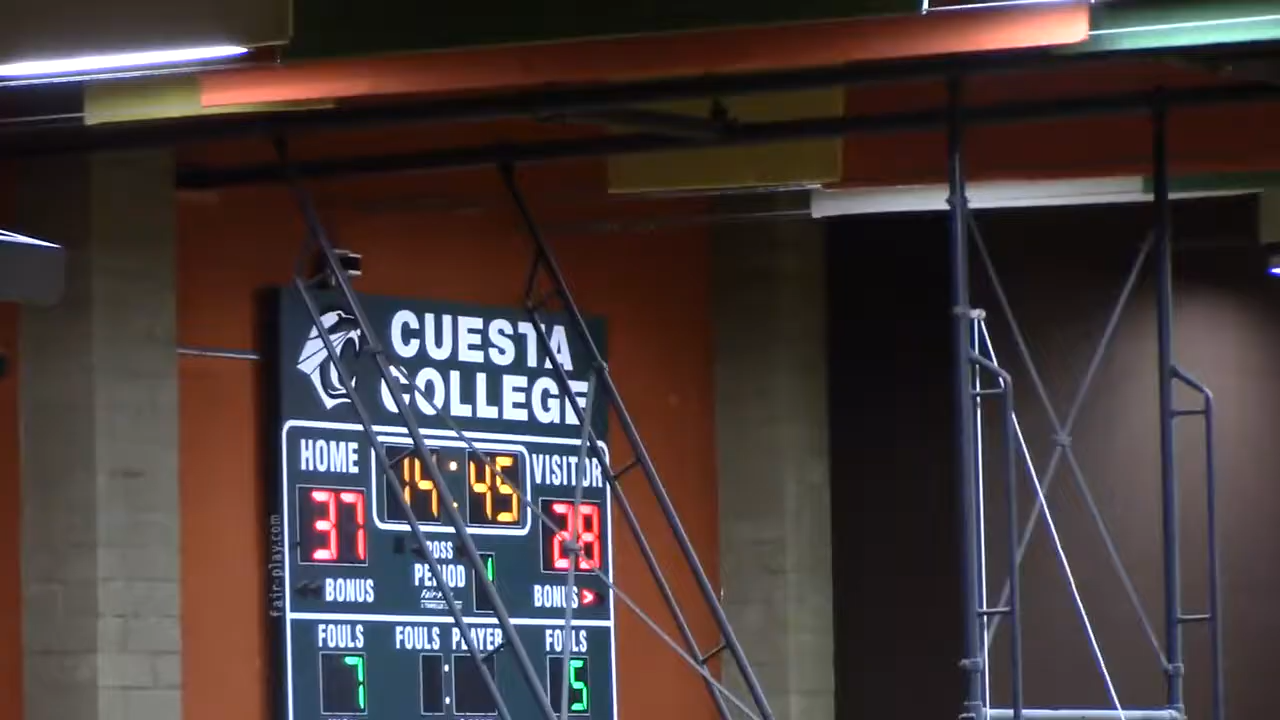 CUESTA
COLLEGE
HOME
14:45
VISITOR
37
28
POSS
PERIOD
1
BONUS
BONUS >
fair-play.com
FOULS
FOULS PLAYER
FOULS
7
5